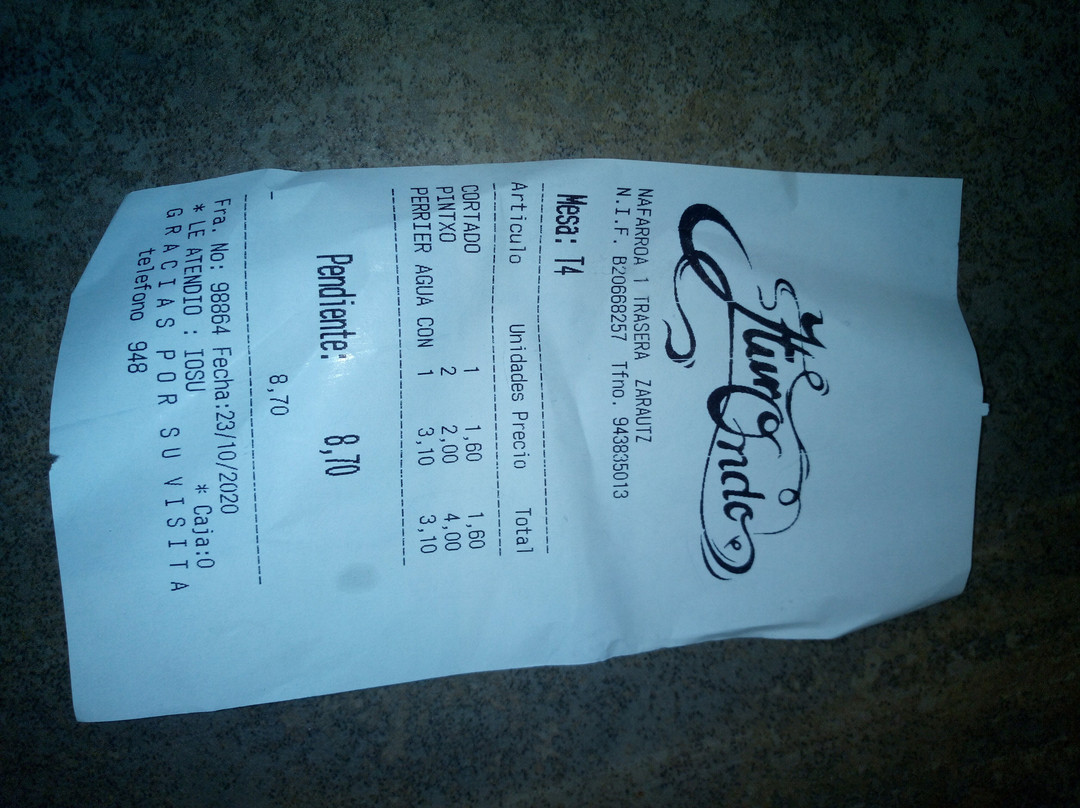 NAFARROA 1 TRASERA ZARAUTZ
N.I.F. B20668257 Tfno. 943835013
Mesa: T4
Articulo Unidades Precio Total
CORTADO 1 1,60 1,60
PINTXO 2 2,00 4,00
PERRIER AGUA CON 1 3,10 3,10
Pendiente: 8,70
8,70
Fra. No: 98864 Fecha:23/10/2020
* LE ATENDIO : IOSU * Caja:0
G R A C I A S P O R S U V I S I T A
telefono 948